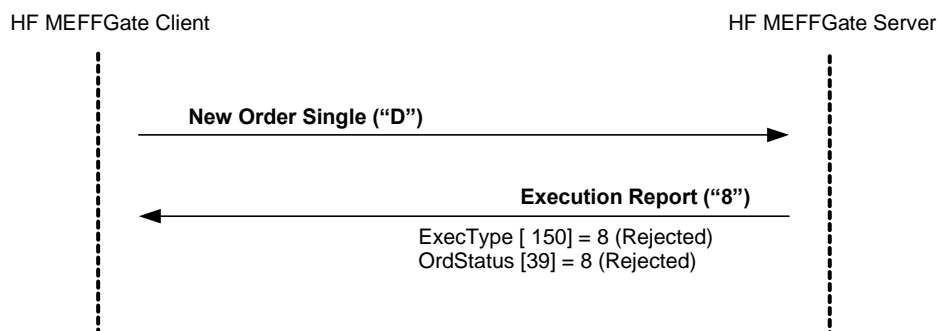 HF MEFFGate Client
HF MEFFGate Server
New Order Single (“D”)
Execution Report (“8”)
ExecType [ 150] = 8 (Rejected)
OrdStatus [39] = 8 (Rejected)